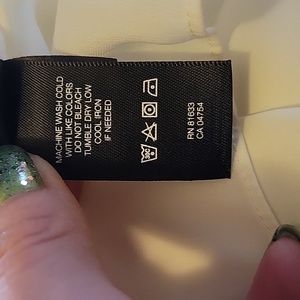 MACHINE WASH COLD
WITH LIKE COLORS
DO NOT BLEACH
TUMBLE DRY LOW
COOL IRON
IF NEEDED
RN 81633
CA 04754